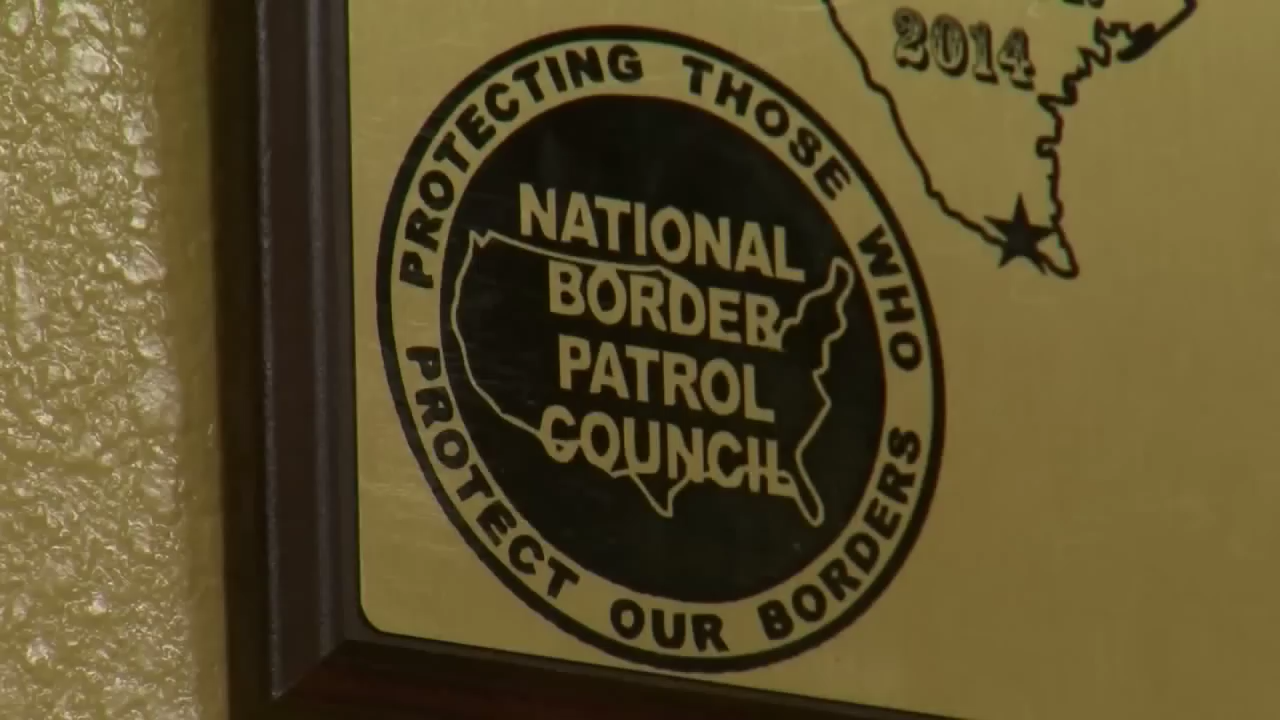 2014
PROTECTING THOSE WHO
PROTECT OUR BORDERS
NATIONAL
BORDER
PATROL
COUNCIL